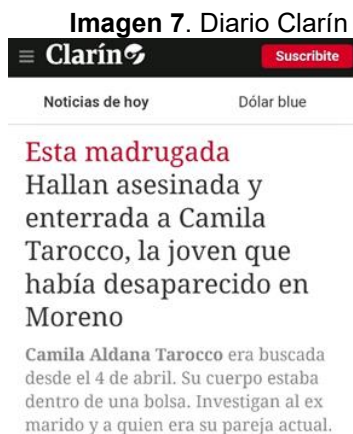 Imagen 7. Diario Clarín
Clarín
Suscribite
Noticias de hoy
Dólar blue
Esta madrugada
Hallan asesinada y
enterrada a Camila
Tarocco, la joven que
había desaparecido en
Moreno
Camila Aldana Tarocco era buscada
desde el 4 de abril. Su cuerpo estaba
dentro de una bolsa. Investigan al ex
marido y a quien era su pareja actual.